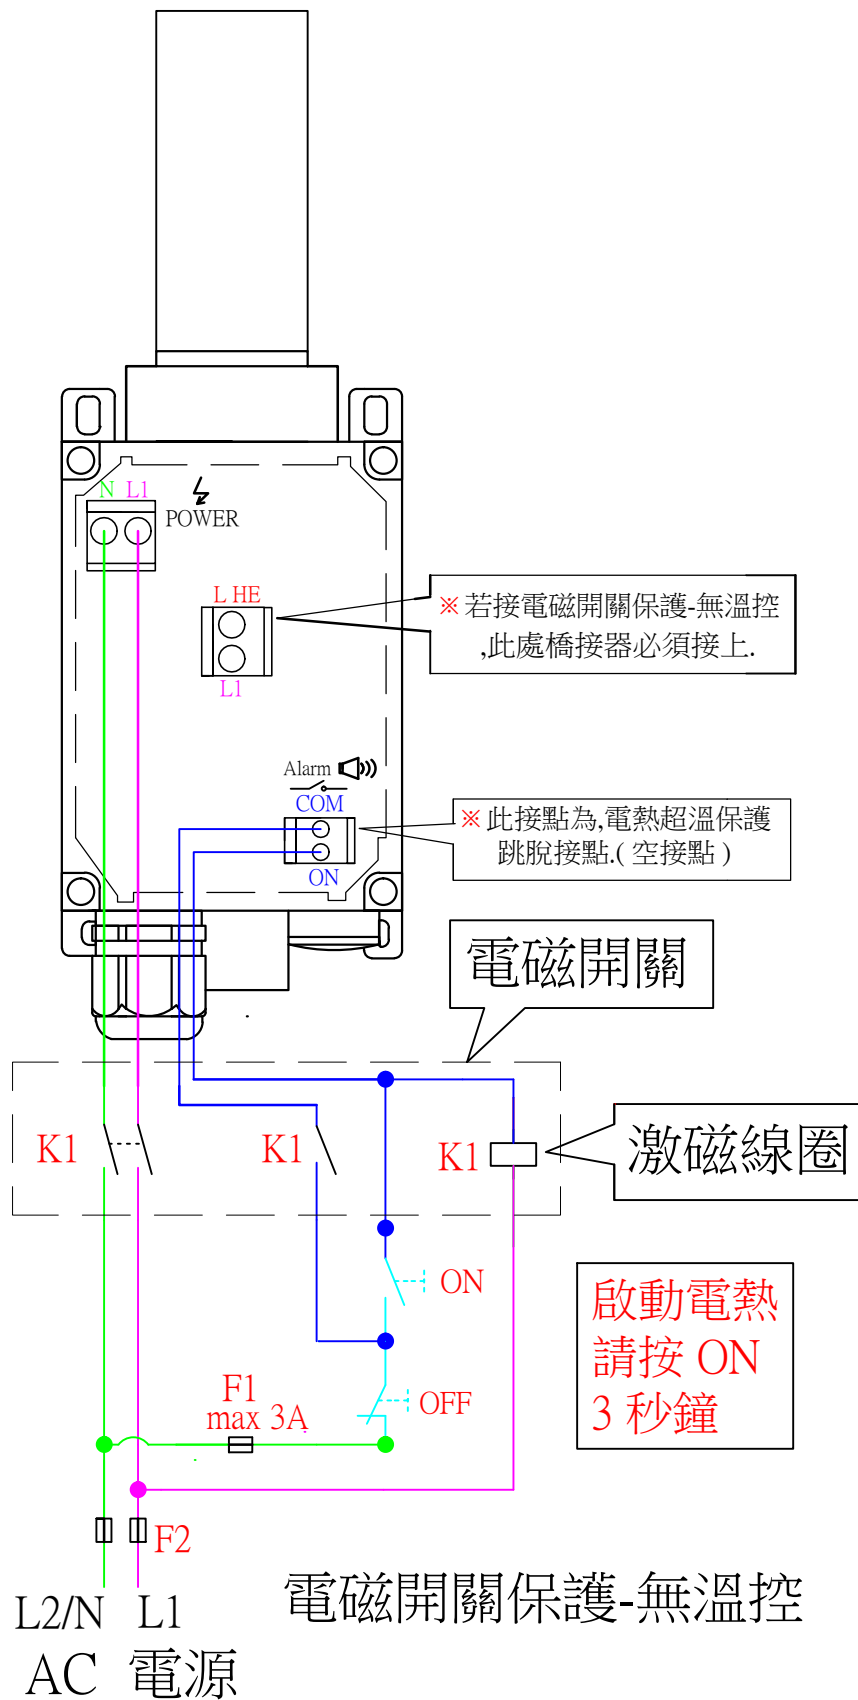 N L1
POWER
L HE
L1
※ 若接電磁開關保護-無溫控
,此處橋接器必須接上.
Alarm
COM
ON
※ 此接點為,電熱超溫保護
跳脫接點.( 空接點 )
電磁開關
K1
K1
K1
激磁線圈
ON
啟動電熱
請按 ON
3 秒鐘
F1
max 3A
OFF
F2
L2/N L1
AC 電源
電磁開關保護-無溫控